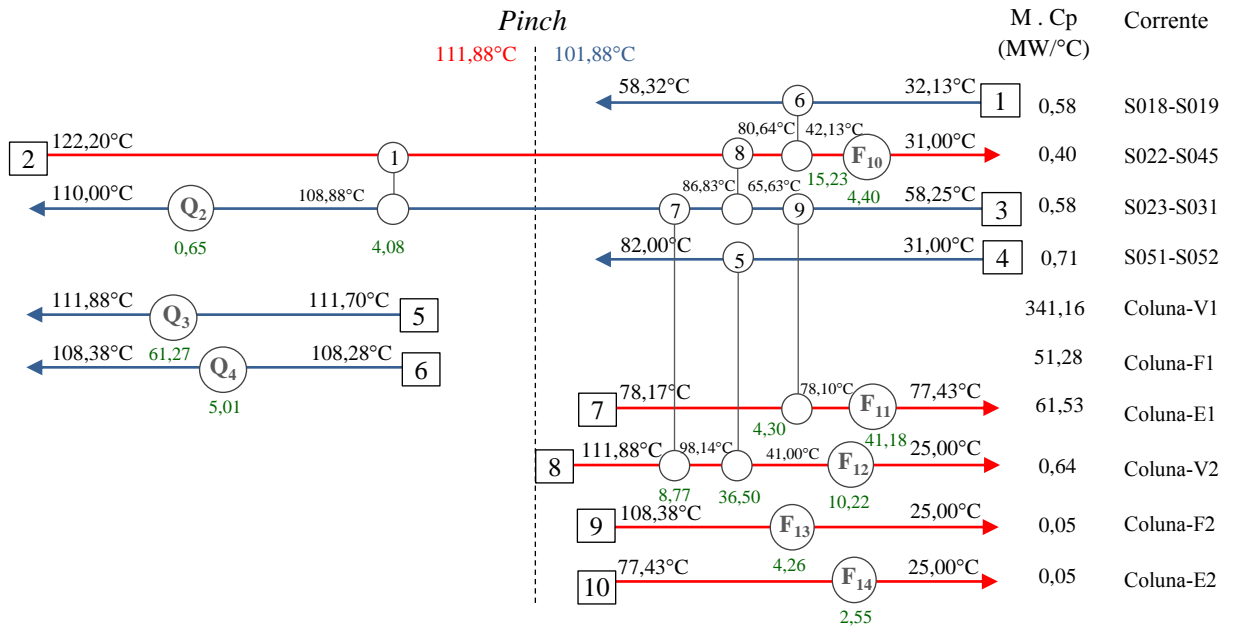 Pinch
111,88°C 101,88°C
M . Cp
(MW/°C)
Corrente
58,32°C 6 32,13°C 1 0,58 S018-S019
2 122,20°C 1 80,64°C 8 42,13°C F10 31,00°C 0,40 S022-S045
15,23 4,40
110,00°C Q2 108,88°C 7 86,83°C 65,63°C 9 58,25°C 3 0,58 S023-S031
0,65 4,08
82,00°C 5 31,00°C 4 0,71 S051-S052
111,88°C Q3 111,70°C 5 341,16 Coluna-V1
61,27
108,38°C Q4 108,28°C 6 51,28 Coluna-F1
5,01
7 78,17°C 78,10°C F11 77,43°C 61,53 Coluna-E1
4,30 41,18
8 111,88°C 98,14°C 41,00°C F12 25,00°C 0,64 Coluna-V2
8,77 36,50 10,22
9 108,38°C F13 25,00°C 0,05 Coluna-F2
4,26
10 77,43°C F14 25,00°C 0,05 Coluna-E2
2,55